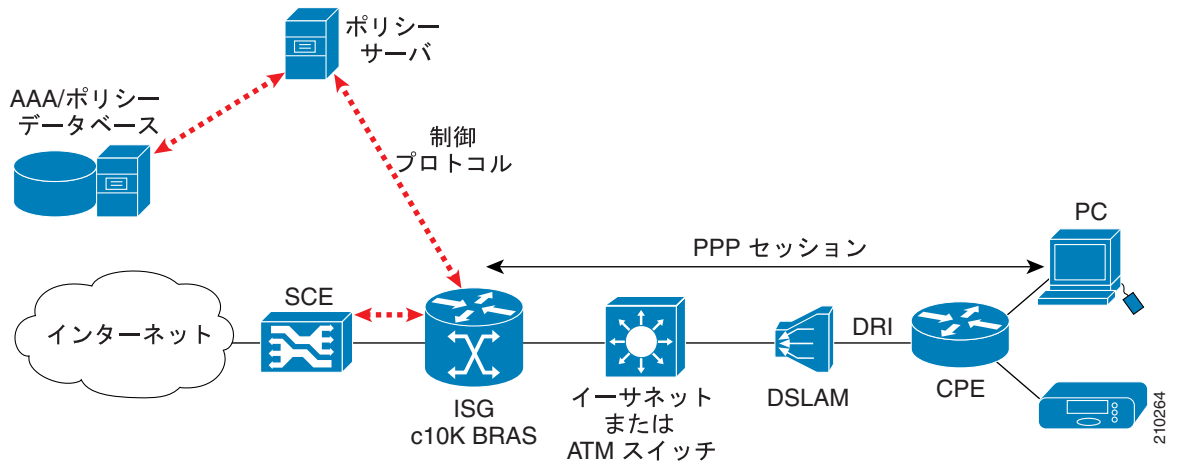 ポリシー
サーバ
AAA/ポリシー
データベース
制御
プロトコル
PC
PPP セッション
SCE
インターネット
DRI
ISG
c10K BRAS
イーサネット
または
ATM スイッチ
DSLAM
CPE
210264